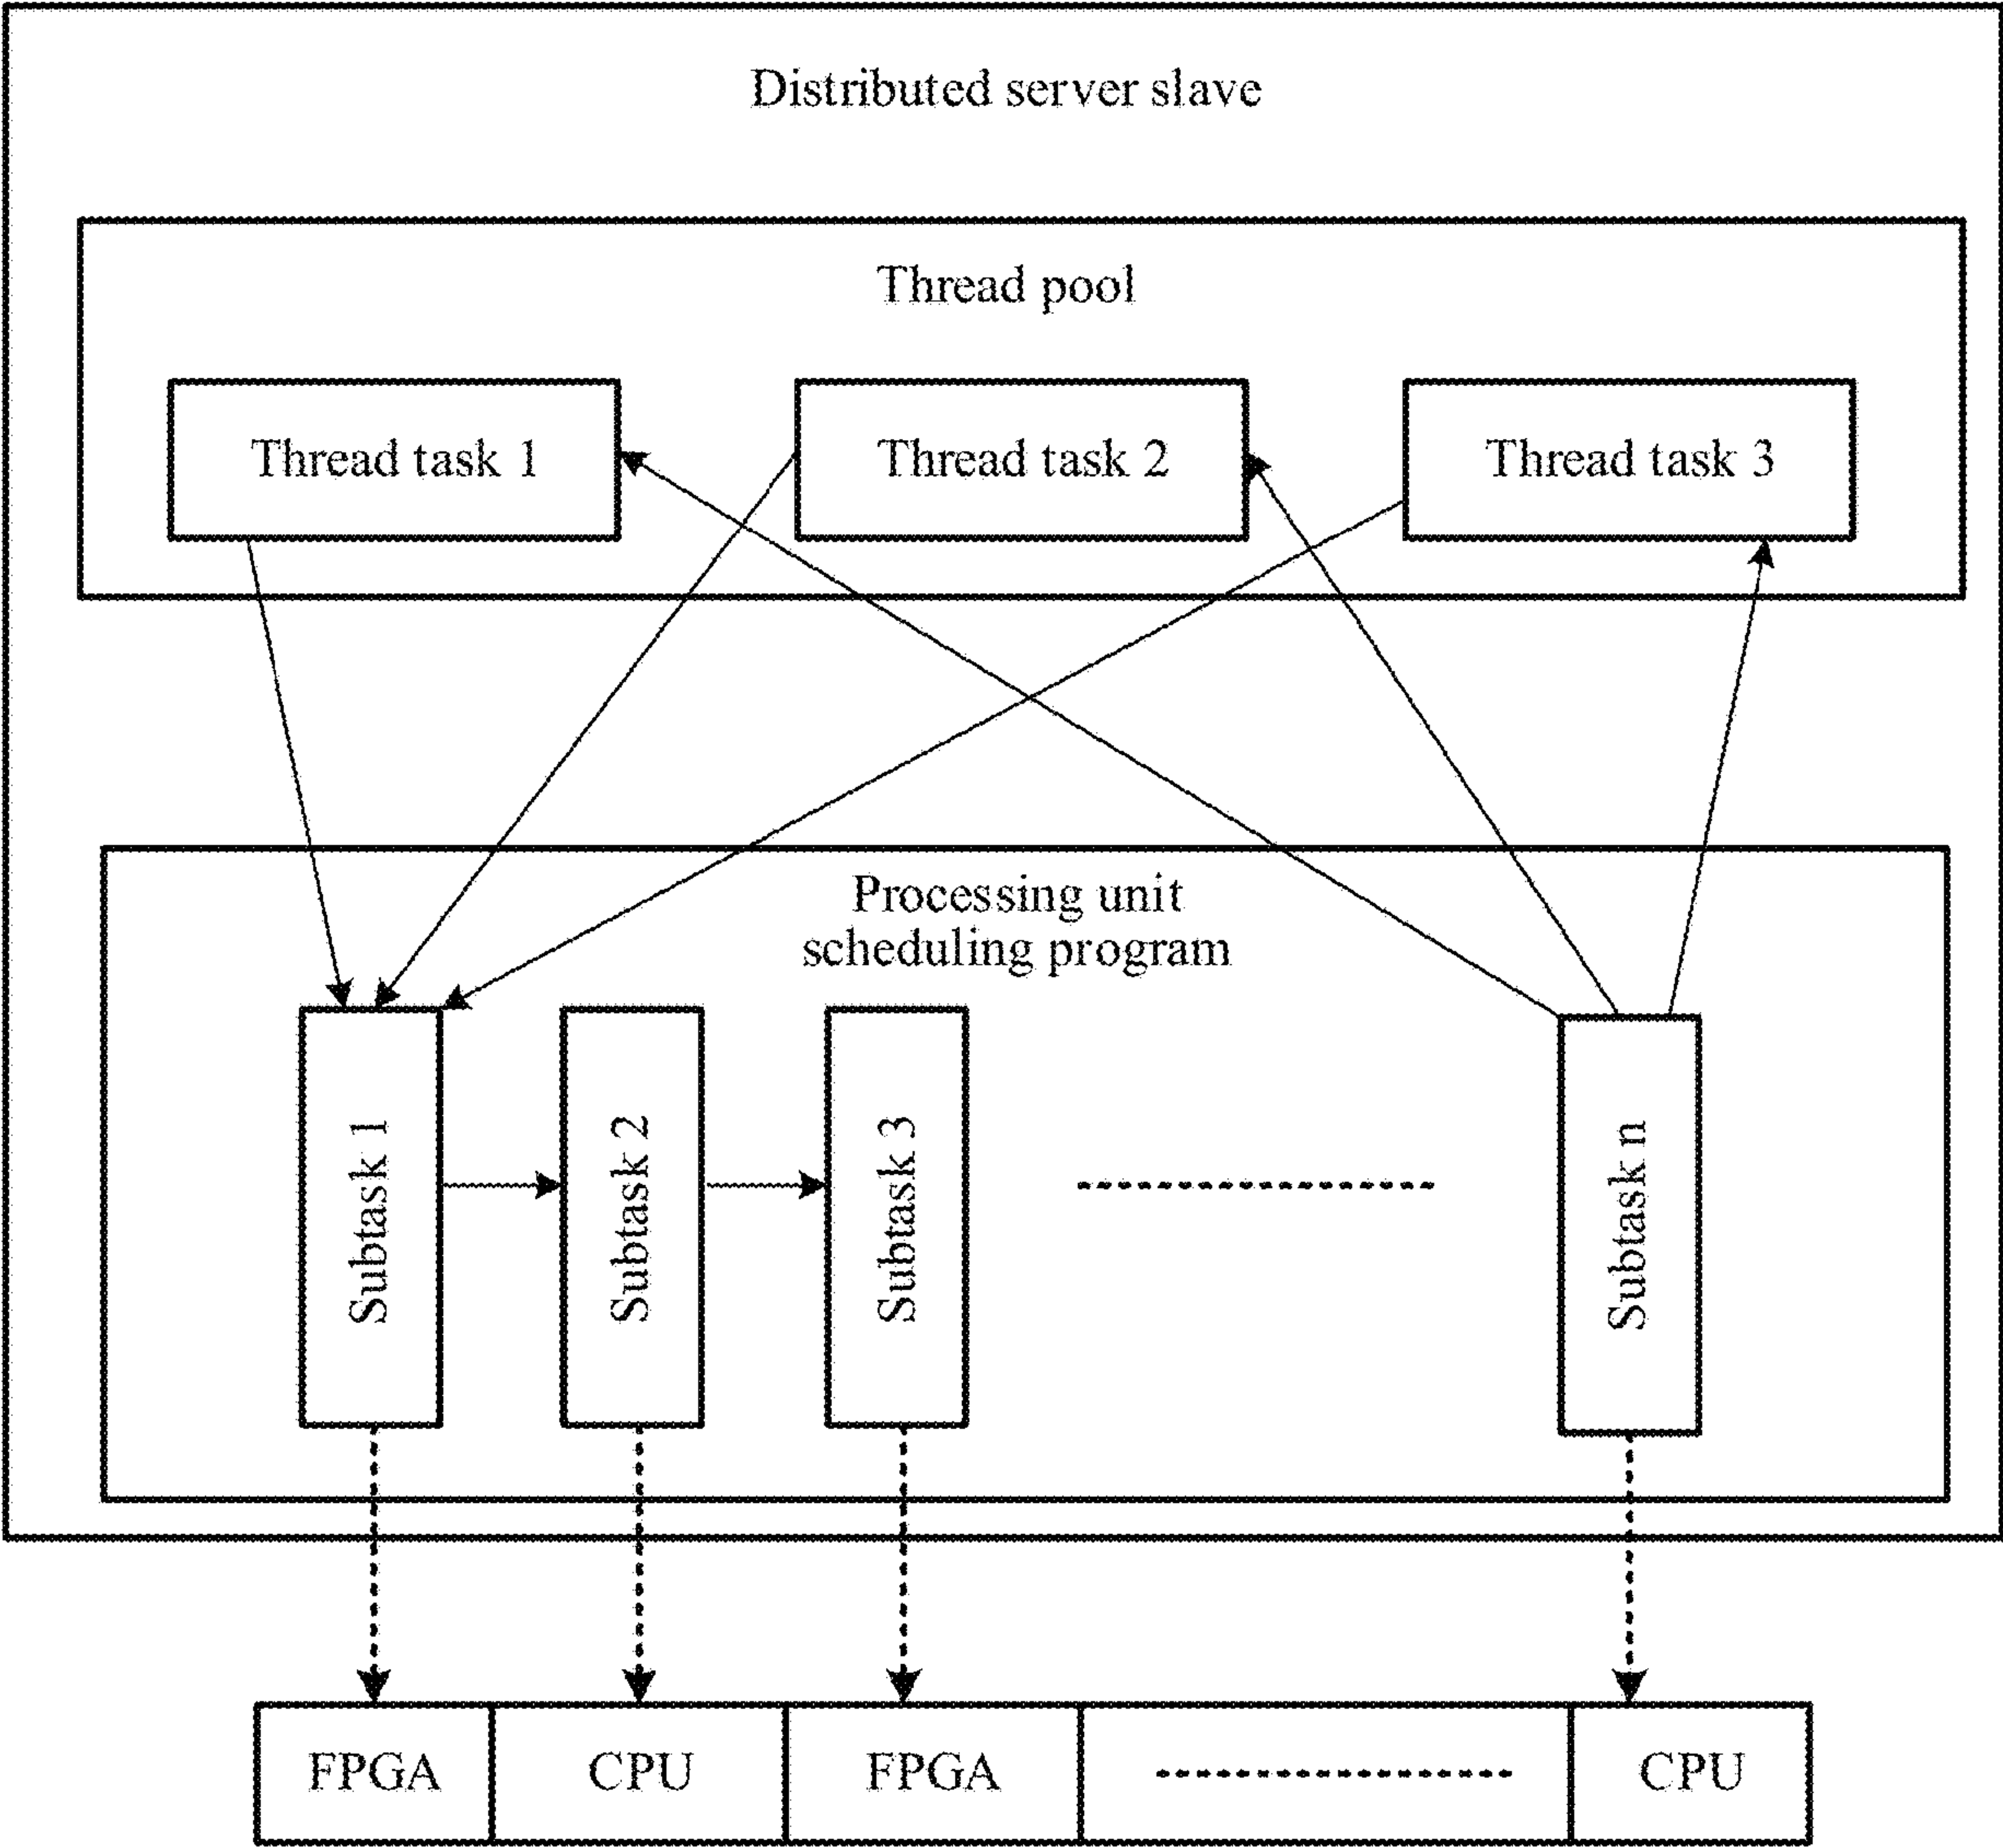 Distributed server slave
Thread pool
Thread task 1
Thread task 2
Thread task 3
Processing unit
scheduling program
Subtask 1
Subtask 2
Subtask 3
Subtask n
FPGA
CPU
FPGA
CPU